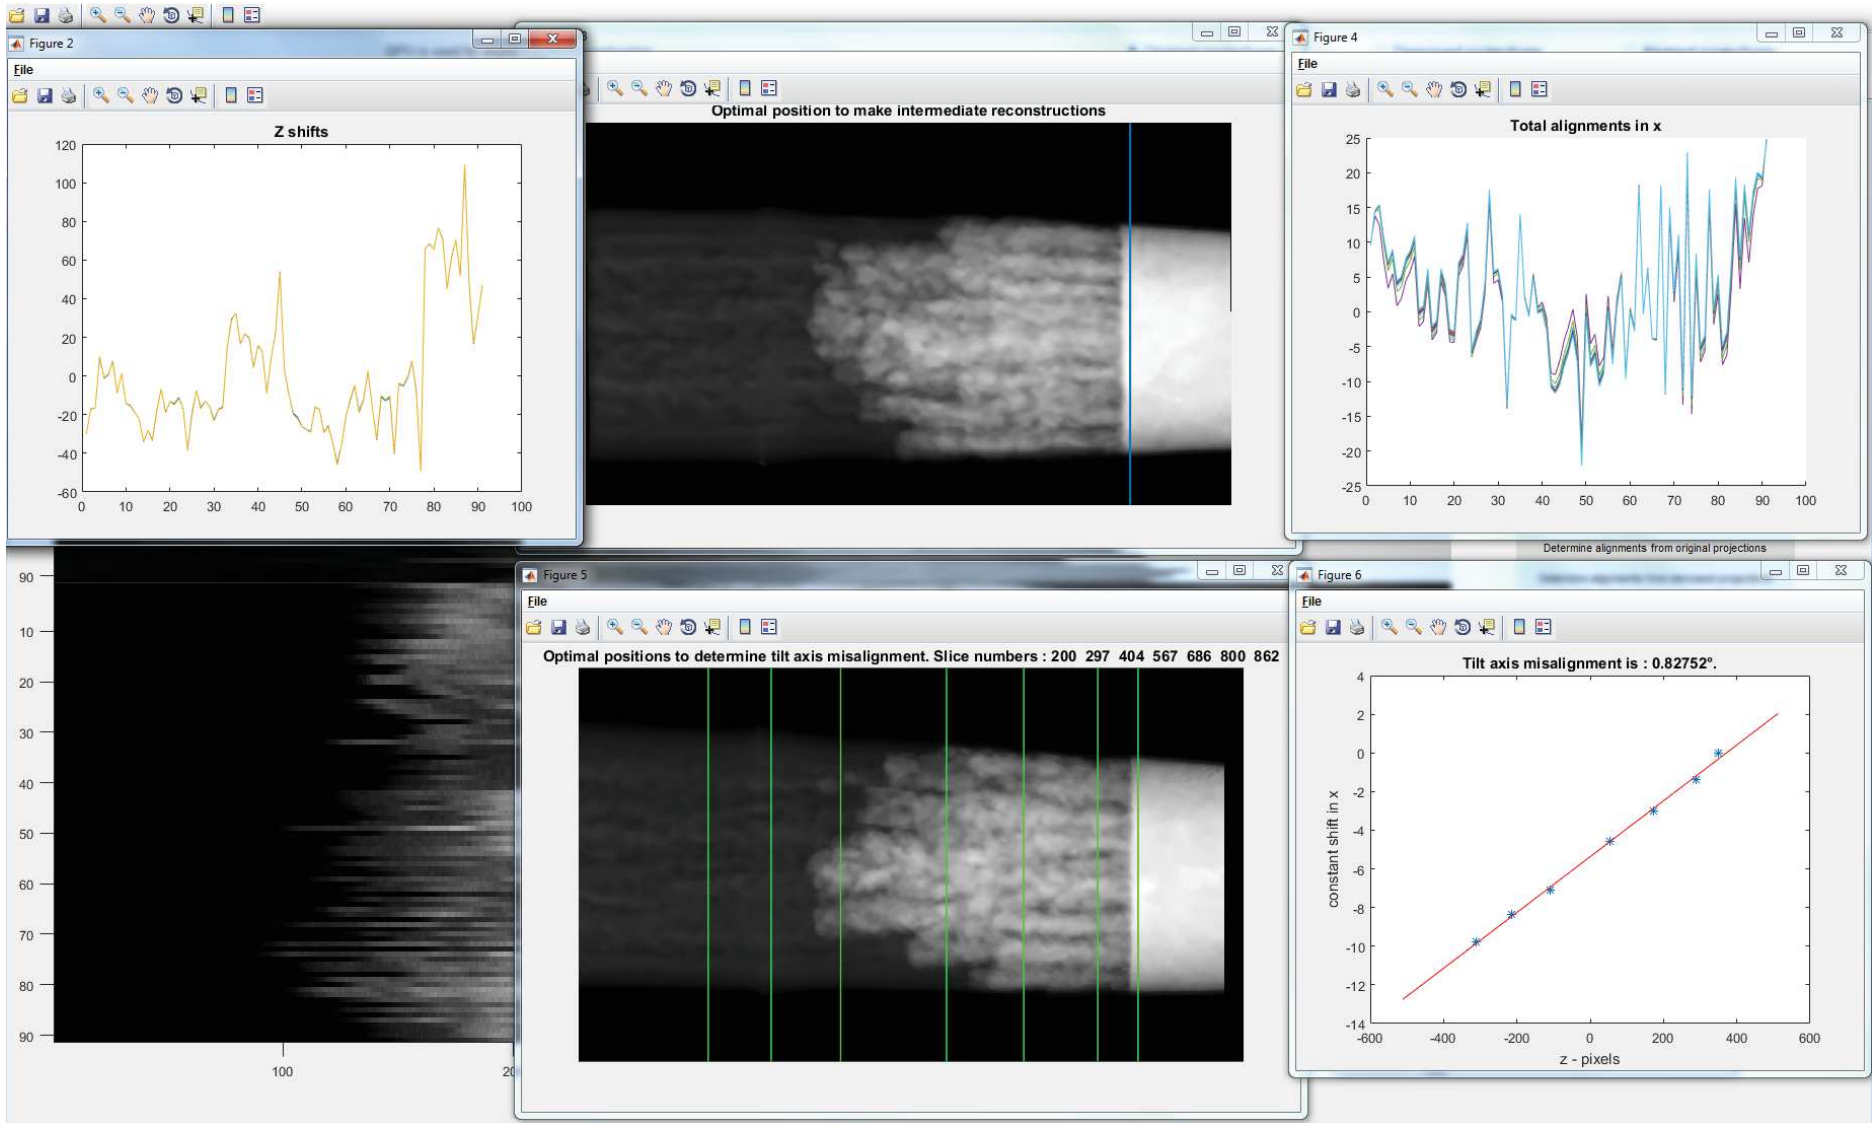 Figure 2
File
Z shifts
120
100
80
60
40
20
0
-20
-40
-60
0 10 20 30 40 50 60 70 80 90 100
Optimal position to make intermediate reconstructions
Figure 4
File
Total alignments in x
25
20
15
10
5
0
-5
-10
-15
-20
-25
0 10 20 30 40 50 60 70 80 90 100
Determine alignments from original projections
90
10
20
30
40
50
60
70
80
90
100
20
Figure 5
File
Optimal positions to determine tilt axis misalignment. Slice numbers : 200 297 404 567 686 800 862
Figure 6
File
Tilt axis misalignment is : 0.82752°.
constant shift in x
4
2
0
-2
-4
-6
-8
-10
-12
-14
-600 -400 -200 0 200 400 600
z - pixels